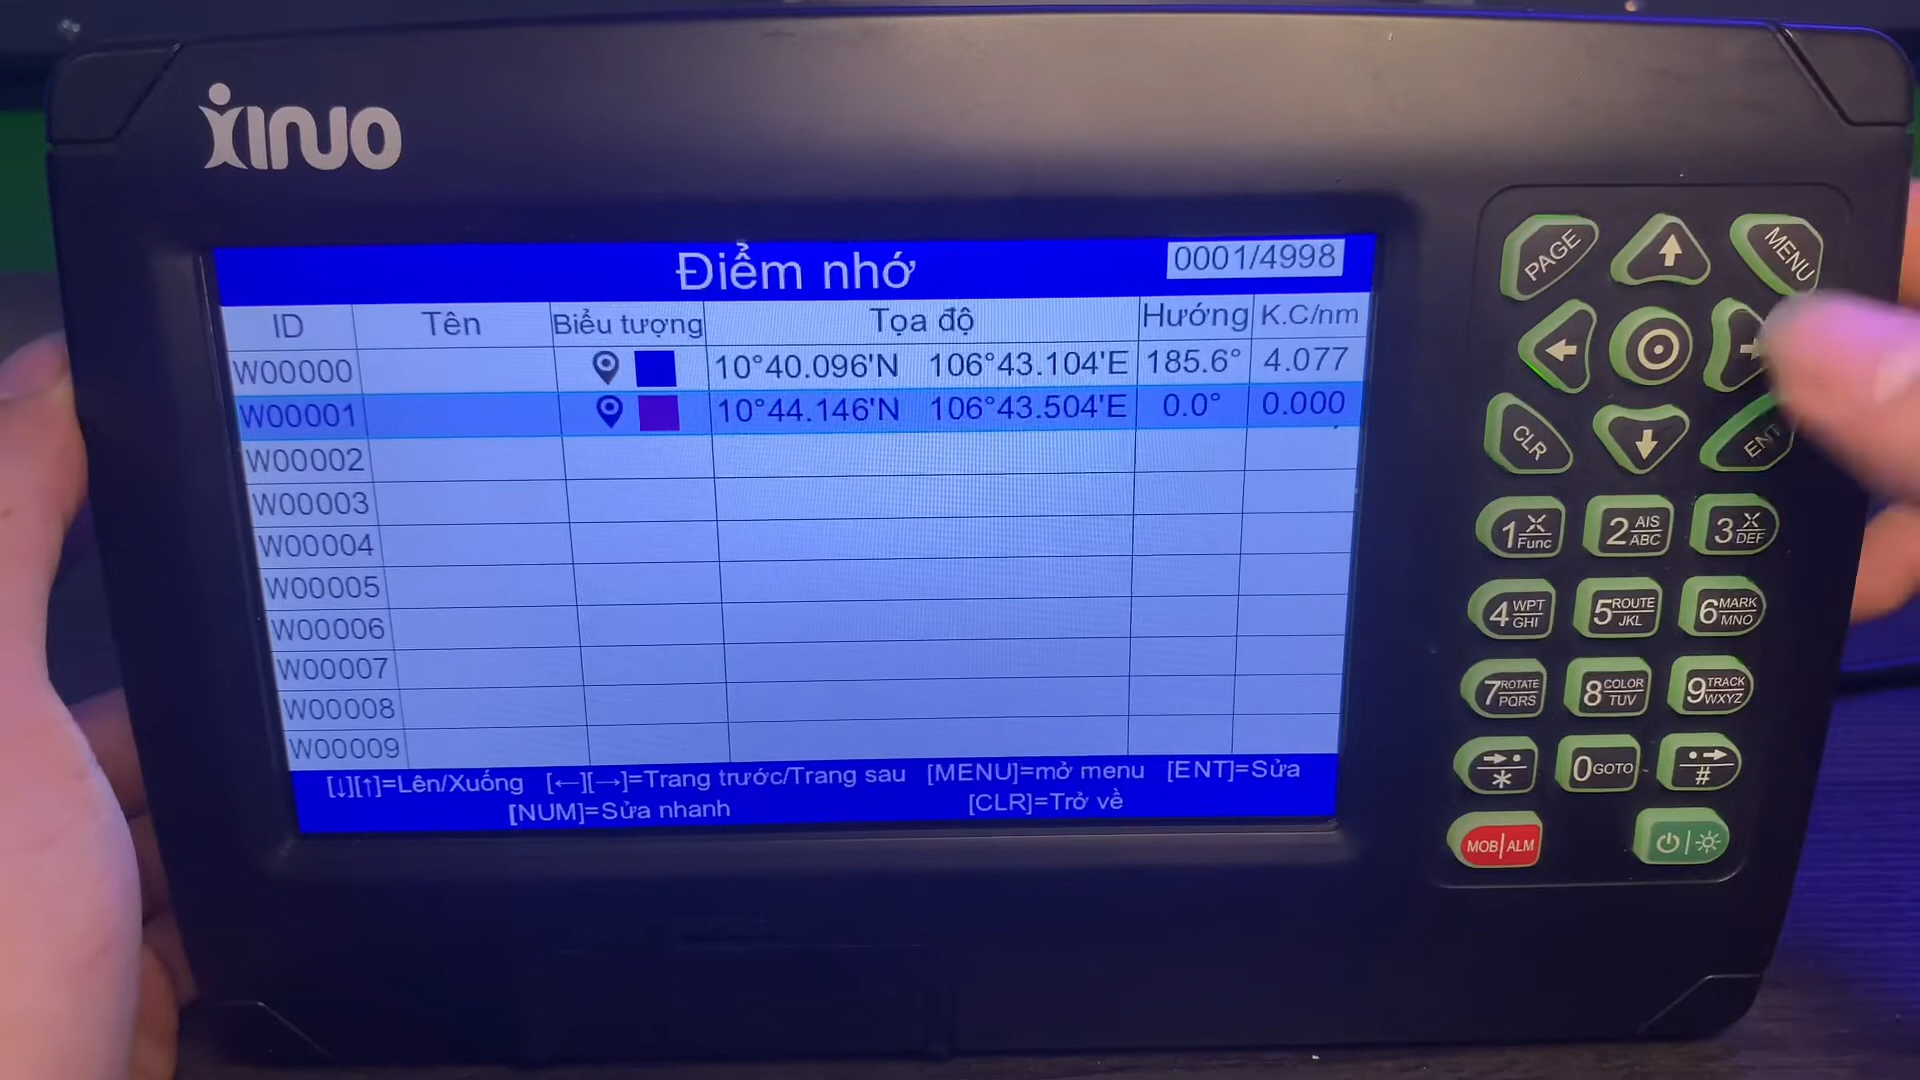 XINUO
Điểm nhớ 0001/4998
ID Tên Biểu tượng Tọa độ Hướng K.C/nm
W00000 10°40.096'N 106°43.104'E 185.6° 4.077
W00001 10°44.146'N 106°43.504'E 0.0° 0.000
W00002
W00003
W00004
W00005
W00006
W00007
W00008
W00009
[↓][↑]=Lên/Xuống [←][→]=Trang trước/Trang sau [MENU]=mở menu [ENT]=Sửa
[NUM]=Sửa nhanh [CLR]=Trở về
PAGE
MENU
CLR
ENT
1 Func
2 AIS ABC
3 DEF
4 WPT GHI
5 ROUTE JKL
6 MARK MNO
7 ROTATE PQRS
8 COLOR TUV
9 TRACK WXYZ
*
0 GOTO
#
MOB|ALM